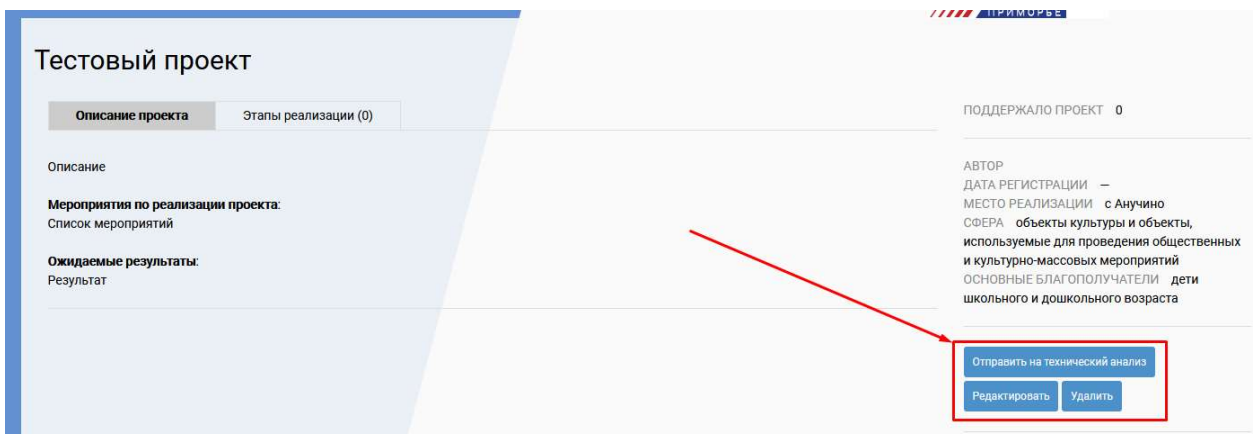 ПРИМОРЬЕ
Тестовый проект
Описание проекта
Этапы реализации (0)
Описание
Мероприятия по реализации проекта:
Список мероприятий
Ожидаемые результаты:
Результат
ПОДДЕРЖАЛО ПРОЕКТ 0
АВТОР
ДАТА РЕГИСТРАЦИИ —
МЕСТО РЕАЛИЗАЦИИ с Анучино
СФЕРА объекты культуры и объекты,
используемые для проведения общественных
и культурно-массовых мероприятий
ОСНОВНЫЕ БЛАГОПОЛУЧАТЕЛИ дети
школьного и дошкольного возраста
Отправить на технический анализ
Редактировать
Удалить